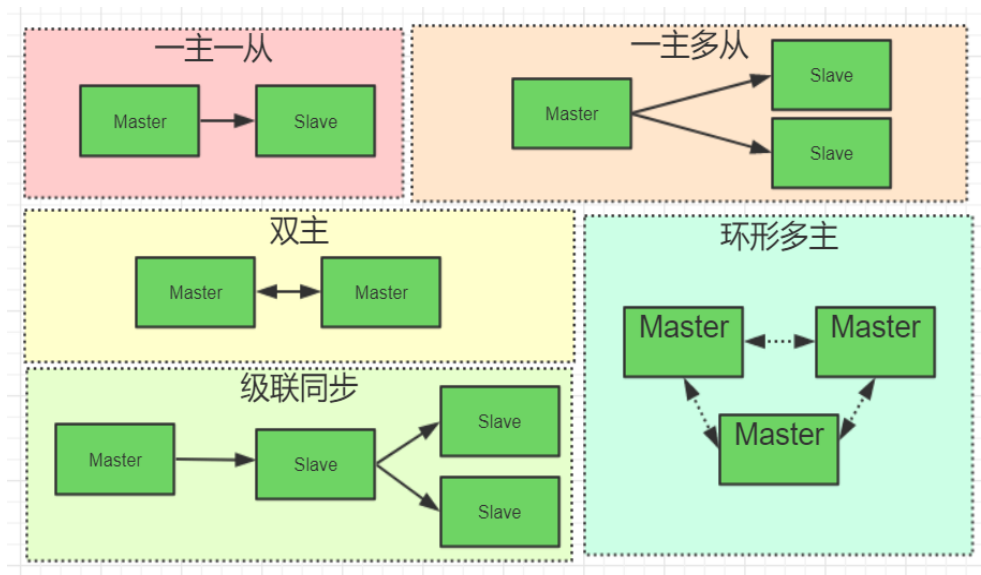 一主一从
Master
Slave
一主多从
Master
Slave
Slave
双主
Master
Master
环形多主
Master
Master
Master
级联同步
Master
Slave
Slave
Slave